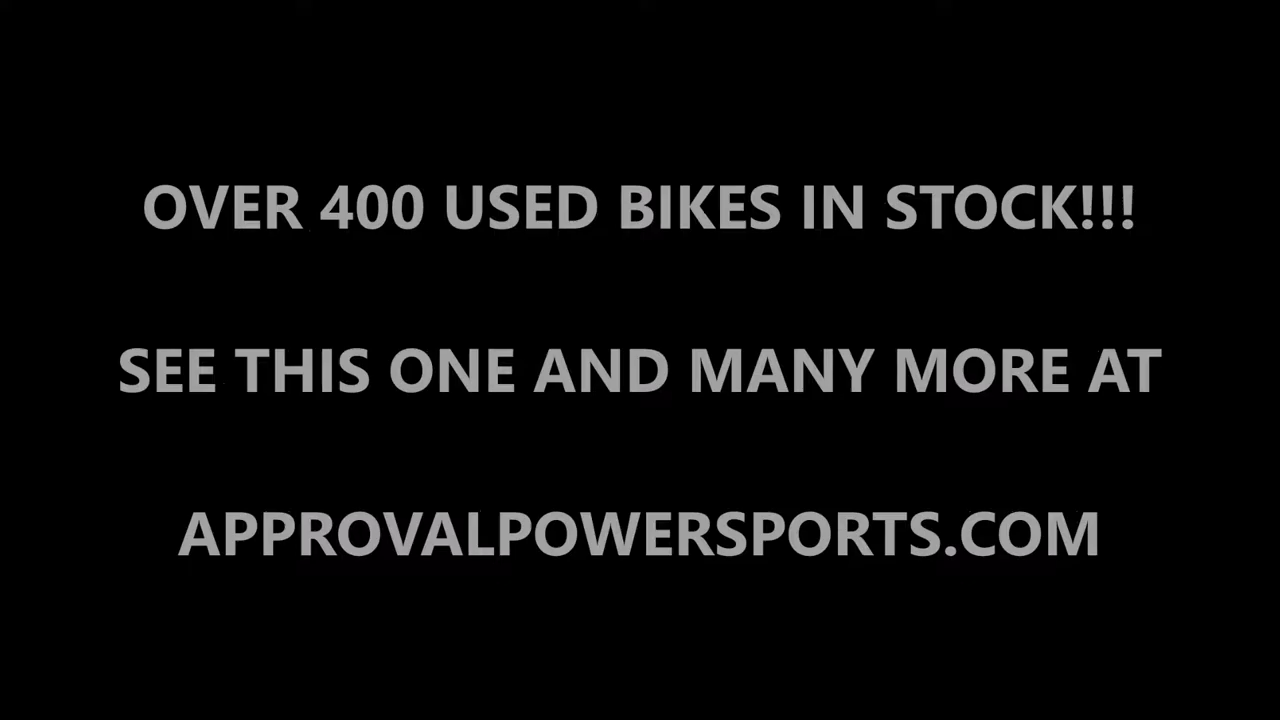 OVER 400 USED BIKES IN STOCK!!!
SEE THIS ONE AND MANY MORE AT
APPROVALPOWERSPORTS.COM